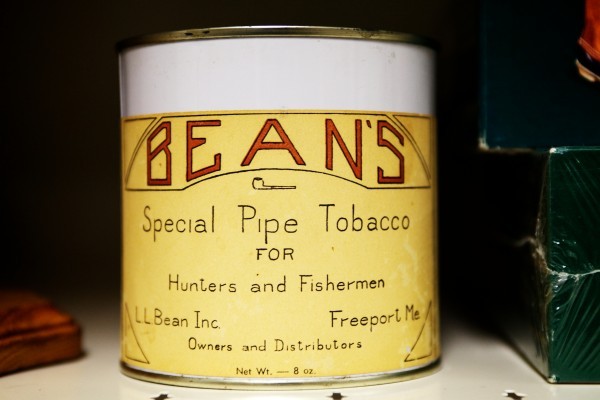 BEAN'S
Special Pipe Tobacco
FOR
Hunters and Fishermen
L.L.Bean Inc. Freeport Me.
Owners and Distributors
Net Wt. — 8 oz.